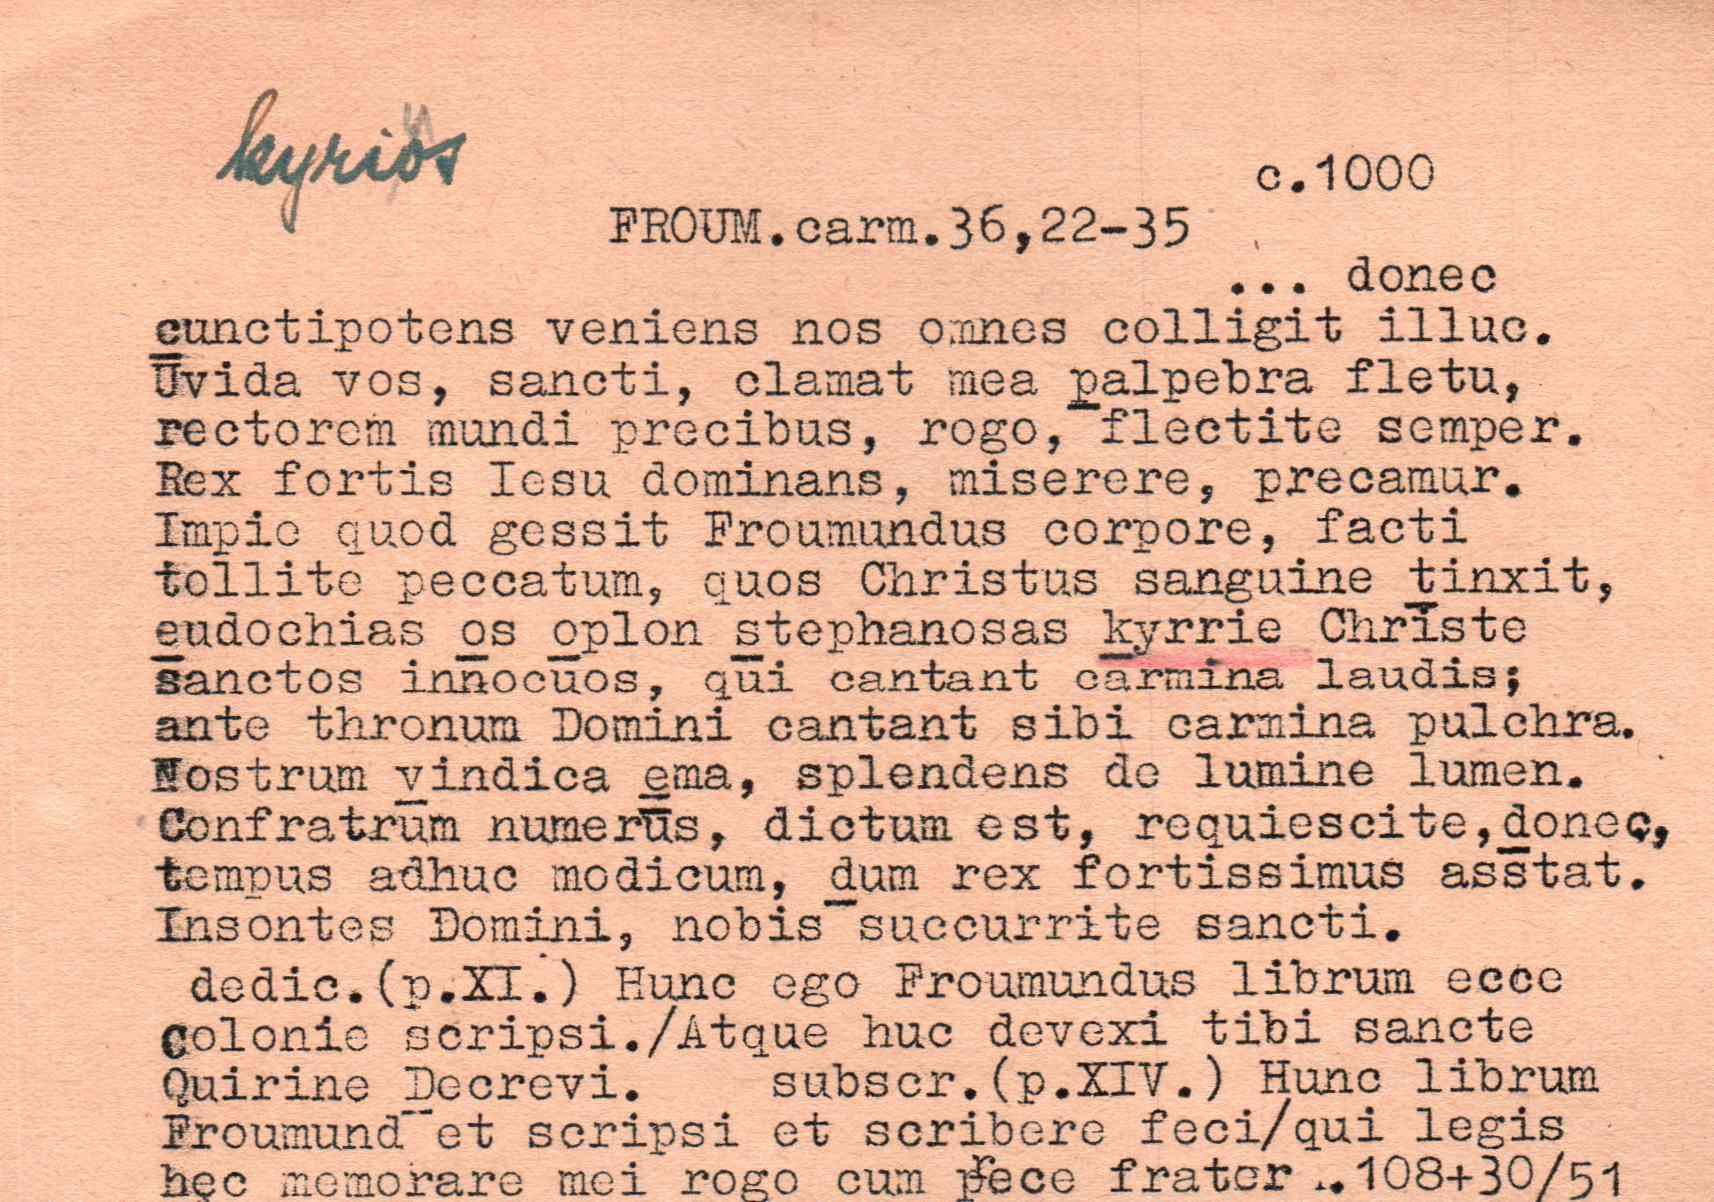 kyrios
c.1000
FROUM.carm.36,22-35
... donec
cunctipotens veniens nos omnes colligit illuc.
Uvida vos, sancti, clamat mea palpebra fletu,
rectorem mundi precibus, rogo, flectite semper.
Rex fortis Iesu dominans, miserere, precamur.
Impie quod gessit Froumundus corpore, facti
tollite peccatum, quos Christus sanguine tinxit,
eudochias os oplon stephanosas kyrrie Christe
sanctos innocuos, qui cantant carmina laudis;
ante thronum Domini cantant sibi carmina pulchra.
Nostrum vindica ema, splendens de lumine lumen.
Confratrum numerus, dictum est, requiescite,donec,
tempus adhuc modicum, dum rex fortissimus asstat.
Insontes Domini, nobis succurrite sancti.
dedic.(p.XI.) Hunc ego Froumundus librum ecce
colonie scripsi./Atque huc devexi tibi sancte
Quirine Decrevi. subscr.(p.XIV.) Hunc librum
Froumund et scripsi et scribere feci/qui legis
hęc memorare mei rogo cum prece frater ..108+30/51